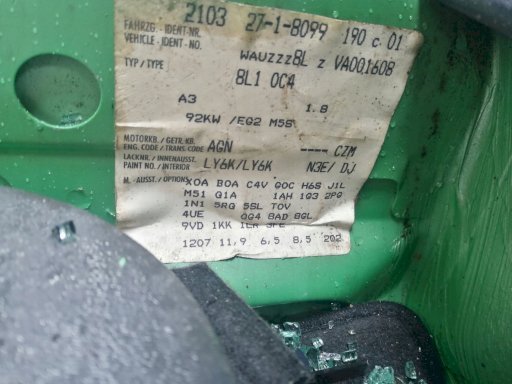 2103 27-1-8099 190 c 01
FAHRZG.-IDENT-NR.
VEHICLE-IDENT-NO. WAUZZZ8L z VA001608
TYP / TYPE 8L1 0C4
A3 1.8
92KW /EG2 M5S
MOTORKB. / GETR. KB.
ENG. CODE / TRANS CODE AGN ---- CZM
LACKNR. / INNENAUSST.
PAINT NO. / INTERIOR LY6K/LY6K N3E/ DJ
M.-AUSST. / OPTIONS X0A B0A C4V G0C H6S J1L
M51 G1A 1AH 1G3 2PG
1N1 5RG 5SL T0V
4UE 0G4 8AD 8GL
9VD 1KK
1207 11,9 6,5 8,5 202